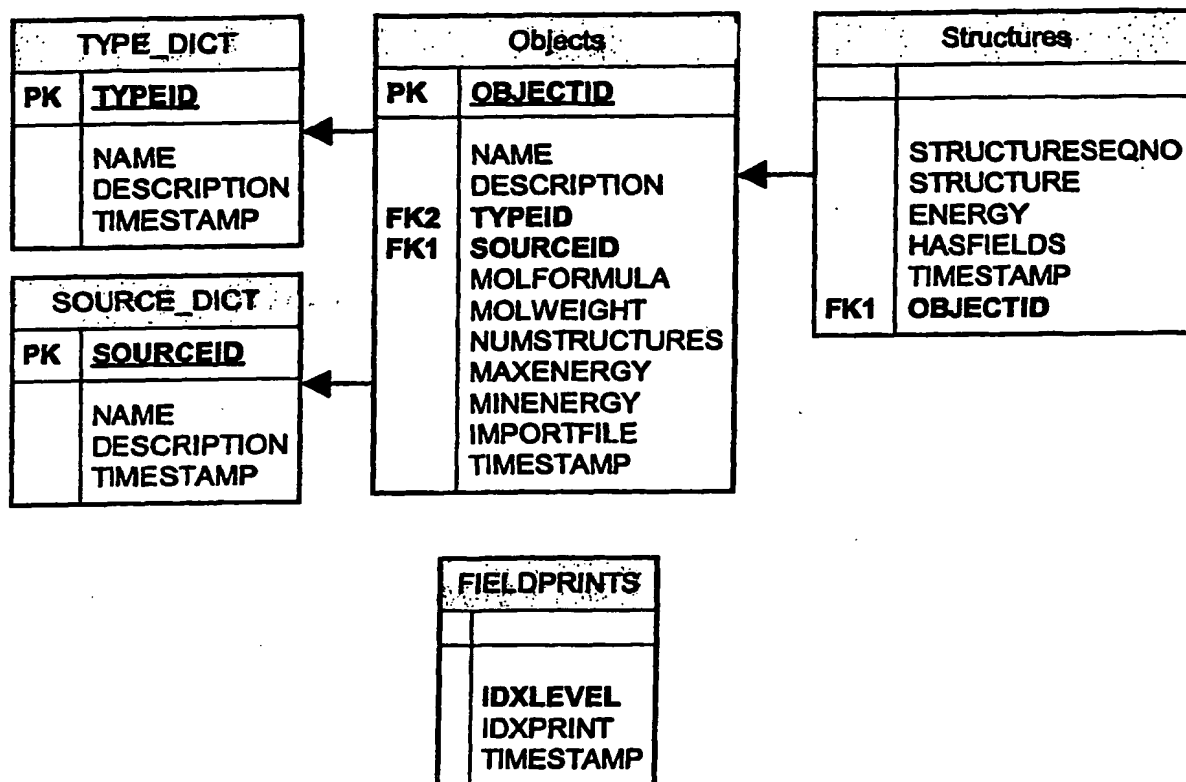 TYPE_DICT
PK TYPEID
NAME
DESCRIPTION
TIMESTAMP
SOURCE_DICT
PK SOURCEID
NAME
DESCRIPTION
TIMESTAMP
Objects
PK OBJECTID
NAME
DESCRIPTION
FK2 TYPEID
FK1 SOURCEID
MOLFORMULA
MOLWEIGHT
NUMSTRUCTURES
MAXENERGY
MINENERGY
IMPORTFILE
TIMESTAMP
Structures
STRUCTURESEQNO
STRUCTURE
ENERGY
HASFIELDS
TIMESTAMP
FK1 OBJECTID
FIELDPRINTS
IDXLEVEL
IDXPRINT
TIMESTAMP